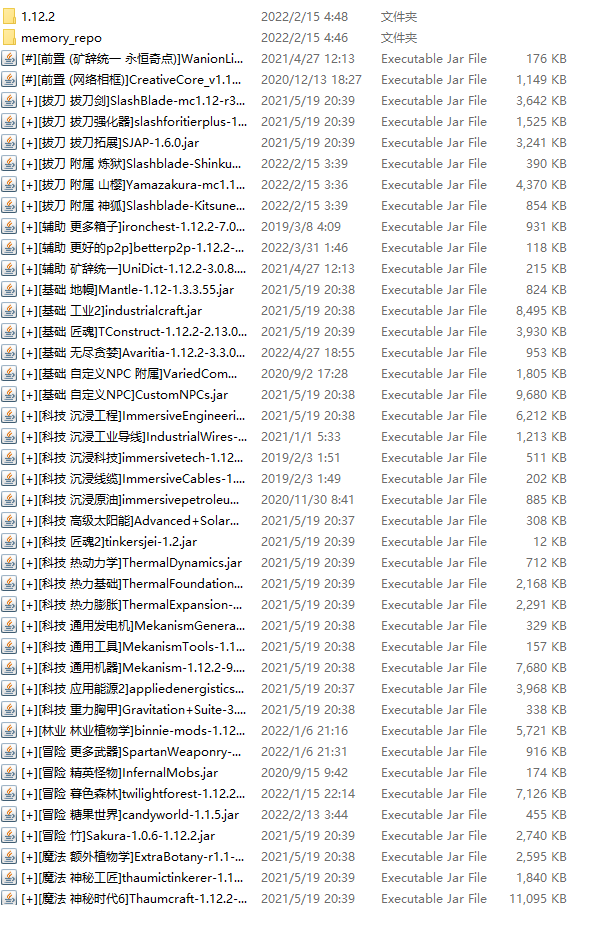 1.12.2 2022/2/15 4:48 文件夹
memory_repo 2022/2/15 4:46 文件夹
[#][前置 (矿辞统一 永恒奇点)]WanionLi... 2021/4/27 12:13 Executable Jar File 176 KB
[#][前置 (网络相框)]CreativeCore_v1.1... 2020/12/13 18:27 Executable Jar File 1,149 KB
[+][拔刀 拔刀剑]SlashBlade-mc1.12-r3... 2021/5/19 20:39 Executable Jar File 3,642 KB
[+][拔刀 拔刀强化器]slashforitierplus-1... 2021/5/19 20:39 Executable Jar File 1,525 KB
[+][拔刀 拔刀拓展]SJAP-1.6.0.jar 2021/5/19 20:39 Executable Jar File 3,241 KB
[+][拔刀 附属 炼狱]Slashblade-Shinku... 2022/2/15 3:39 Executable Jar File 390 KB
[+][拔刀 附属 山樱]Yamazakura-mc1.1... 2022/2/15 3:36 Executable Jar File 4,370 KB
[+][拔刀 附属 神狐]Slashblade-Kitsune... 2022/2/15 3:39 Executable Jar File 854 KB
[+][辅助 更多箱子]ironchest-1.12.2-7.0... 2019/3/8 4:09 Executable Jar File 931 KB
[+][辅助 更好的p2p]betterp2p-1.12.2-... 2022/3/31 1:46 Executable Jar File 118 KB
[+][辅助 矿辞统一]UniDict-1.12.2-3.0.8.... 2021/4/27 12:13 Executable Jar File 215 KB
[+][基础 地幔]Mantle-1.12-1.3.3.55.jar 2021/5/19 20:38 Executable Jar File 824 KB
[+][基础 工业2]industrialcraft.jar 2021/5/19 20:38 Executable Jar File 8,495 KB
[+][基础 匠魂]TConstruct-1.12.2-2.13.0... 2021/5/19 20:39 Executable Jar File 3,930 KB
[+][基础 无尽贪婪]Avaritia-1.12.2-3.3.0... 2022/4/27 18:55 Executable Jar File 953 KB
[+][基础 自定义NPC 附属]VariedCom... 2020/9/2 17:28 Executable Jar File 1,805 KB
[+][基础 自定义NPC]CustomNPCs.jar 2021/5/19 20:38 Executable Jar File 9,680 KB
[+][科技 沉浸工程]ImmersiveEngineeri... 2021/5/19 20:38 Executable Jar File 6,212 KB
[+][科技 沉浸工业导线]IndustrialWires-... 2021/1/1 5:33 Executable Jar File 1,213 KB
[+][科技 沉浸科技]immersivetech-1.12... 2019/2/3 1:51 Executable Jar File 511 KB
[+][科技 沉浸线缆]ImmersiveCables-1.... 2019/2/3 1:49 Executable Jar File 202 KB
[+][科技 沉浸原油]immersivepetroleu... 2020/11/30 8:41 Executable Jar File 885 KB
[+][科技 高级太阳能]Advanced+Solar... 2021/5/19 20:37 Executable Jar File 308 KB
[+][科技 匠魂2]tinkersjei-1.2.jar 2021/5/19 20:39 Executable Jar File 12 KB
[+][科技 热动力学]ThermalDynamics.jar 2021/5/19 20:39 Executable Jar File 712 KB
[+][科技 热力基础]ThermalFoundation... 2021/5/19 20:39 Executable Jar File 2,168 KB
[+][科技 热力膨胀]ThermalExpansion-... 2021/5/19 20:39 Executable Jar File 2,291 KB
[+][科技 通用发电机]MekanismGenera... 2021/5/19 20:38 Executable Jar File 329 KB
[+][科技 通用工具]MekanismTools-1.1... 2021/5/19 20:38 Executable Jar File 157 KB
[+][科技 通用机器]Mekanism-1.12.2-9.... 2021/5/19 20:38 Executable Jar File 7,680 KB
[+][科技 应用能源2]appliedenergistics... 2021/5/19 20:37 Executable Jar File 3,968 KB
[+][科技 重力胸甲]Gravitation+Suite-3.... 2021/5/19 20:38 Executable Jar File 338 KB
[+][林业 林业植物学]binnie-mods-1.12... 2022/1/6 21:16 Executable Jar File 5,721 KB
[+][冒险 更多武器]SpartanWeaponry-... 2022/1/6 21:31 Executable Jar File 916 KB
[+][冒险 精英怪物]InfernalMobs.jar 2020/9/15 9:42 Executable Jar File 174 KB
[+][冒险 暮色森林]twilightforest-1.12.2... 2022/1/15 22:14 Executable Jar File 7,126 KB
[+][冒险 糖果世界]candyworld-1.1.5.jar 2022/2/13 3:44 Executable Jar File 455 KB
[+][冒险 竹]Sakura-1.0.6-1.12.2.jar 2021/5/19 20:39 Executable Jar File 2,740 KB
[+][魔法 额外植物学]ExtraBotany-r1.1-... 2021/5/19 20:38 Executable Jar File 2,595 KB
[+][魔法 神秘工匠]thaumictinkerer-1.1... 2021/5/19 20:39 Executable Jar File 1,840 KB
[+][魔法 神秘时代6]Thaumcraft-1.12.2-... 2021/5/19 20:39 Executable Jar File 11,095 KB